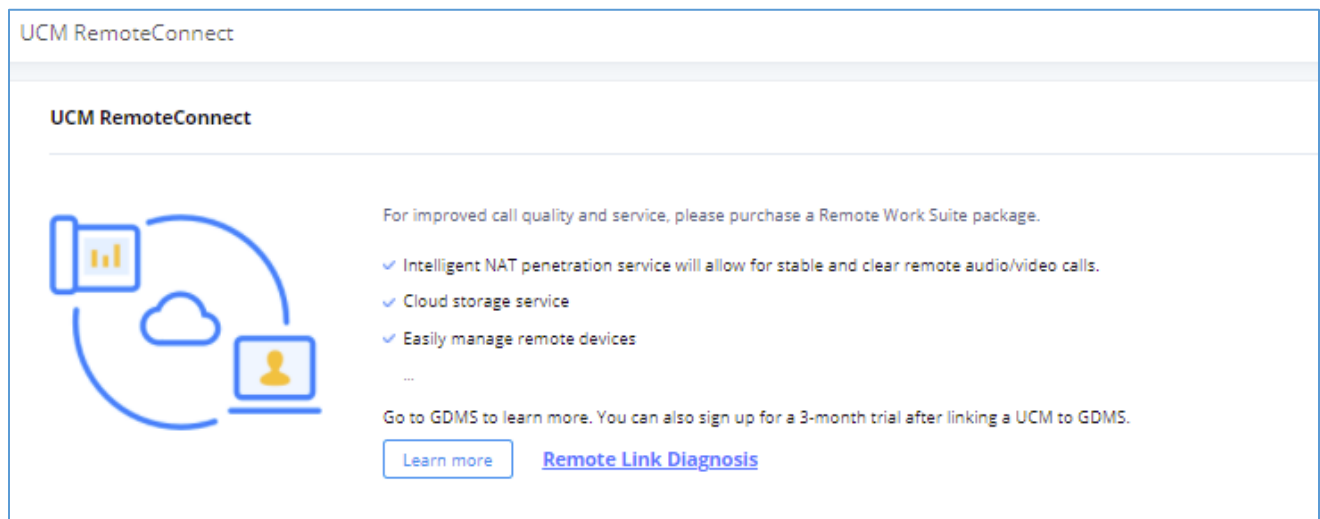 UCM RemoteConnect
UCM RemoteConnect
For improved call quality and service, please purchase a Remote Work Suite package.
Intelligent NAT penetration service will allow for stable and clear remote audio/video calls.
Cloud storage service
Easily manage remote devices
...
Go to GDMS to learn more. You can also sign up for a 3-month trial after linking a UCM to GDMS.
Learn more Remote Link Diagnosis